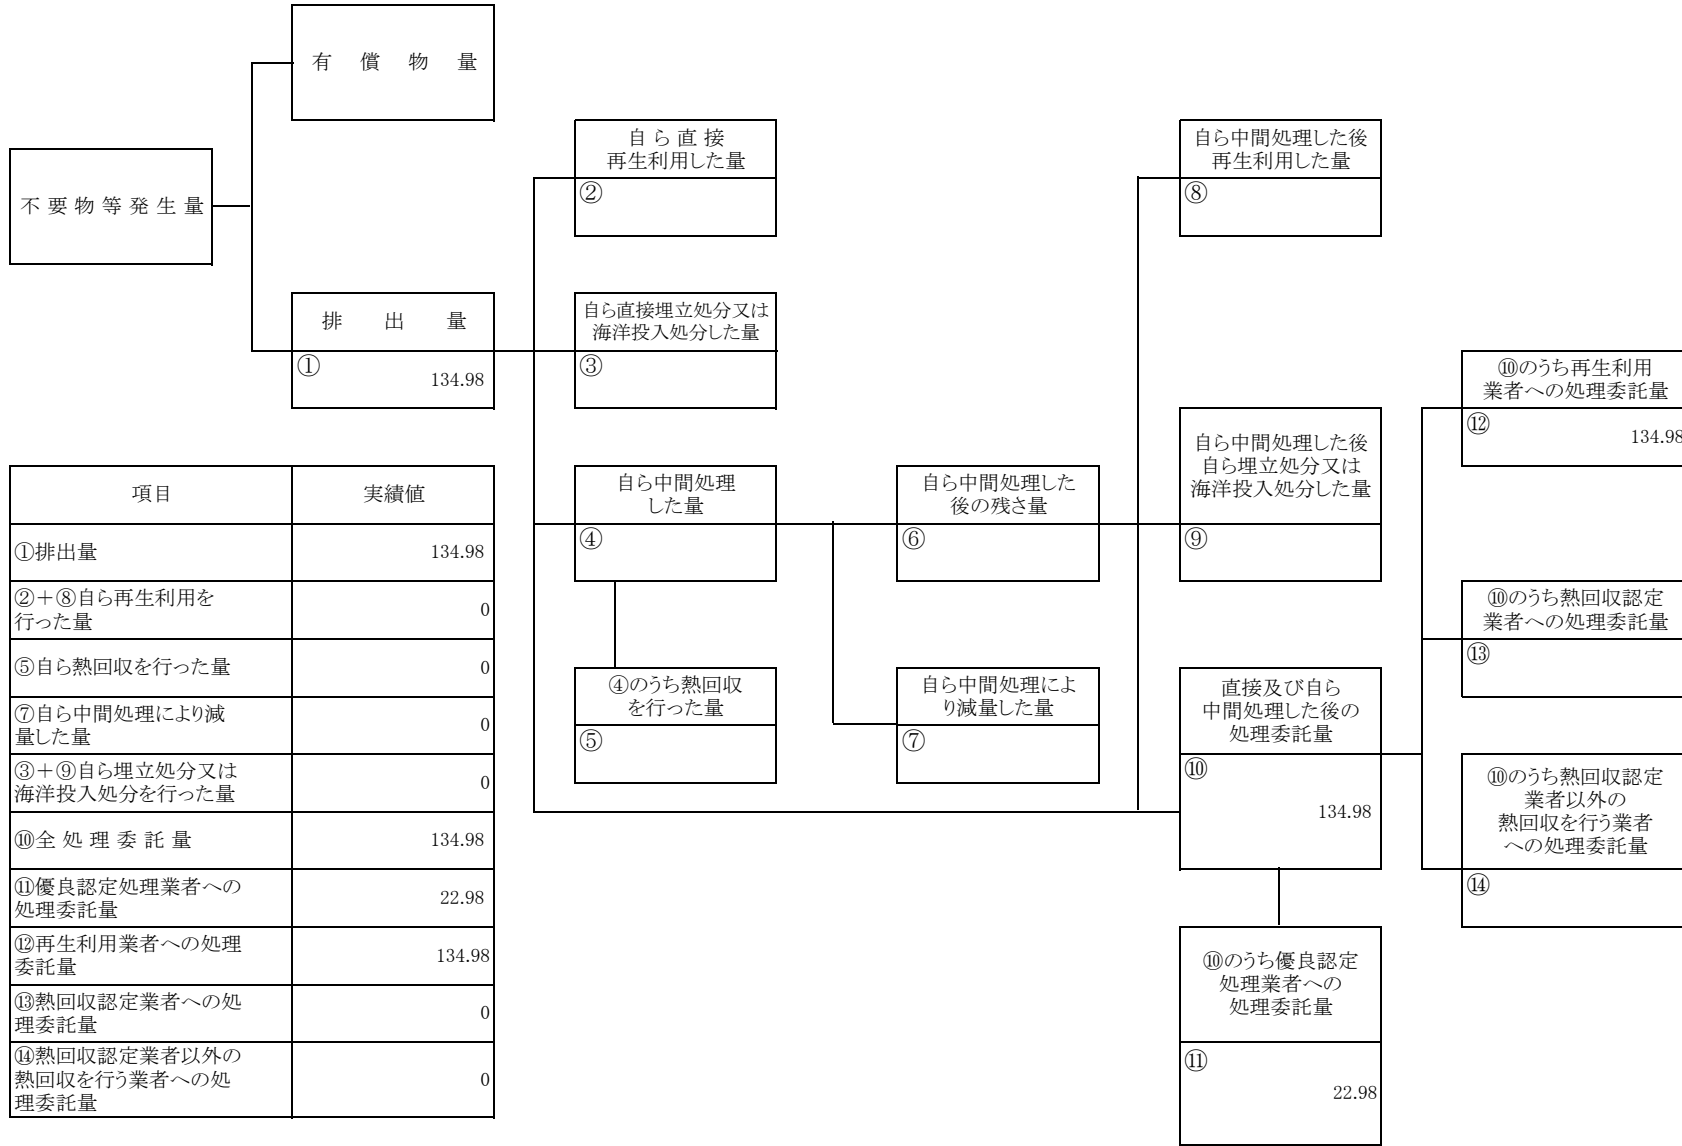 有 償 物 量
不 要 物 等 発 生 量
排 出 量
①
134.98
自 ら 直 接
再生利用した量
②
自ら直接埋立処分又は
海洋投入処分した量
③
自ら中間処理
した量
④
④のうち熱回収
を行った量
⑤
自ら中間処理した
後の残さ量
⑥
自ら中間処理によ
り減量した量
⑦
自ら中間処理した後
再生利用した量
⑧
自ら中間処理した後
自ら埋立処分又は
海洋投入処分した量
⑨
直接及び自ら
中間処理した後の
処理委託量
⑩
134.98
⑩のうち優良認定
処理業者への
処理委託量
⑪
22.98
⑩のうち再生利用
業者への処理委託量
⑫
134.98
⑩のうち熱回収認定
業者への処理委託量
⑬
⑩のうち熱回収認定
業者以外の
熱回収を行う業者
への処理委託量
⑭
項目 実績値
①排出量 134.98
②＋⑧自ら再生利用を
行った量 0
⑤自ら熱回収を行った量 0
⑦自ら中間処理により減
量した量 0
③＋⑨自ら埋立処分又は
海洋投入処分を行った量 0
⑩全 処 理 委 託 量 134.98
⑪優良認定処理業者への
処理委託量 22.98
⑫再生利用業者への処理
委託量 134.98
⑬熱回収認定業者への処
理委託量 0
⑭熱回収認定業者以外の
熱回収を行う業者への処
理委託量 0